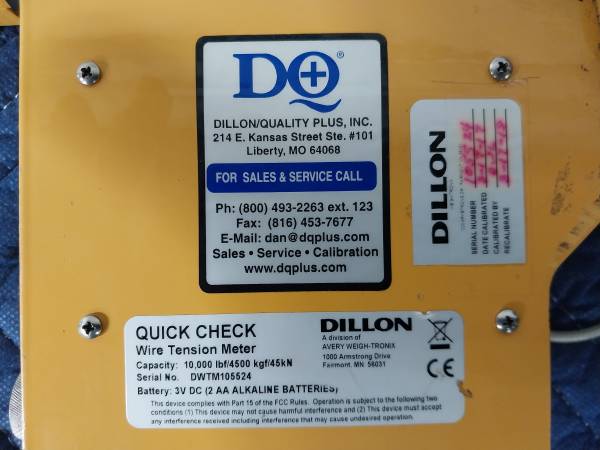 DQ®
DILLON/QUALITY PLUS, INC.
214 E. Kansas Street Ste. #101
Liberty, MO 64068
FOR SALES & SERVICE CALL
Ph: (800) 493-2263 ext. 123
Fax: (816) 453-7677
E-Mail: dan@dqplus.com
Sales • Service • Calibration
www.dqplus.com
DILLON
SERIAL NUMBER
DATE CALIBRATED
CALIBRATED BY
RECALIBRATE
QUICK CHECK
Wire Tension Meter
Capacity: 10,000 lbf/4500 kgf/45kN
Serial No. DWTM105524
Battery: 3V DC (2 AA ALKALINE BATTERIES)
DILLON
A division of
AVERY WEIGH-TRONIX
1000 Armstrong Drive
Fairmont, MN 56031
CE
This device complies with Part 15 of the FCC Rules. Operation is subject to the following two
conditions (1) This device may not cause harmful interference and (2) This device must accept
any interference received including interference that may cause undesired operation.